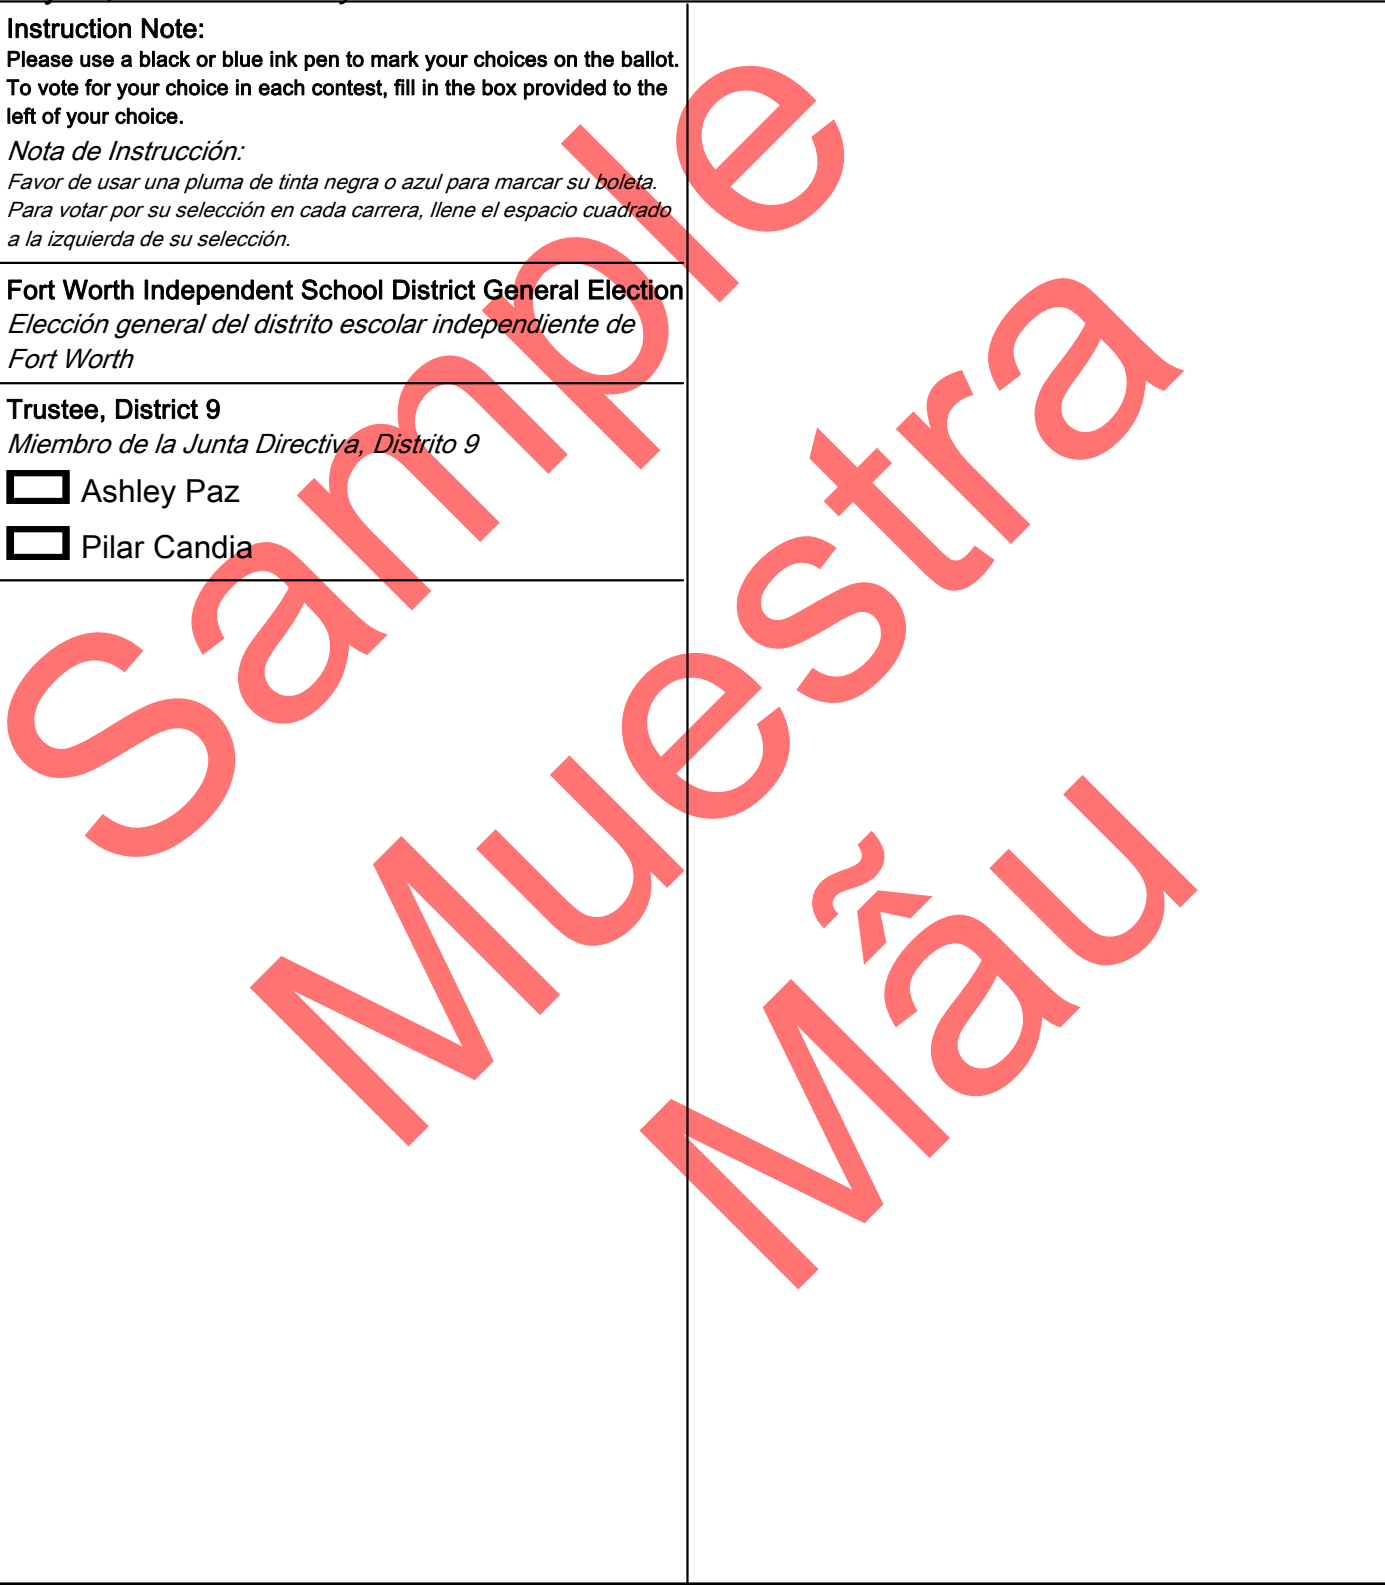 Instruction Note:
Please use a black or blue ink pen to mark your choices on the ballot.
To vote for your choice in each contest, fill in the box provided to the
left of your choice.
Nota de Instrucción:
Favor de usar una pluma de tinta negra o azul para marcar su boleta.
Para votar por su selección en cada carrera, llene el espacio cuadrado
a la izquierda de su selección.
Fort Worth Independent School District General Election
Elección general del distrito escolar independiente de
Fort Worth
Trustee, District 9
Miembro de la Junta Directiva, Distrito 9
Ashley Paz
Pilar Candia
Sample
Muestra
Mẫu